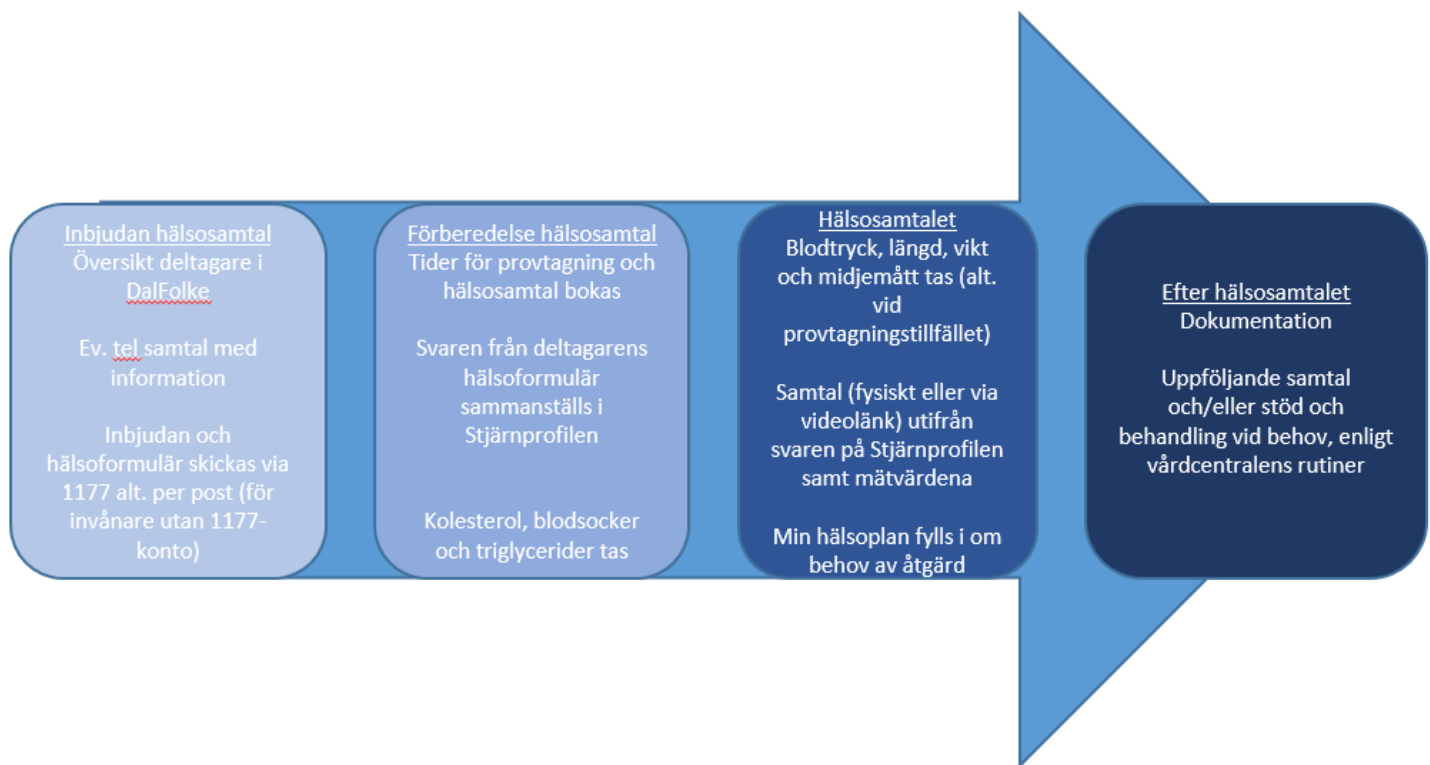 Inbjudan hälsosamtal
Översikt deltagare i
DalFolke
Ev. tel samtal med
information
Inbjudan och
hälsoformulär skickas via
1177 alt. per post (för
invånare utan 1177-
konto)
Förberedelse hälsosamtal
Tider för provtagning och
hälsosamtal bokas
Svaren från deltagarens
hälsoformulär
sammanställs i
Stjärnprofilen
Kolesterol, blodsocker
och triglycerider tas
Hälsosamtalet
Blodtryck, längd, vikt
och midjemått tas (alt.
vid
provtagningstillfället)
Samtal (fysiskt eller via
videolänk) utifrån
svaren på Stjärnprofilen
samt mätvärdena
Min hälsoplan fylls i om
behov av åtgärd
Efter hälsosamtalet
Dokumentation
Uppföljande samtal
och/eller stöd och
behandling vid behov, enligt
vårdcentralens rutiner